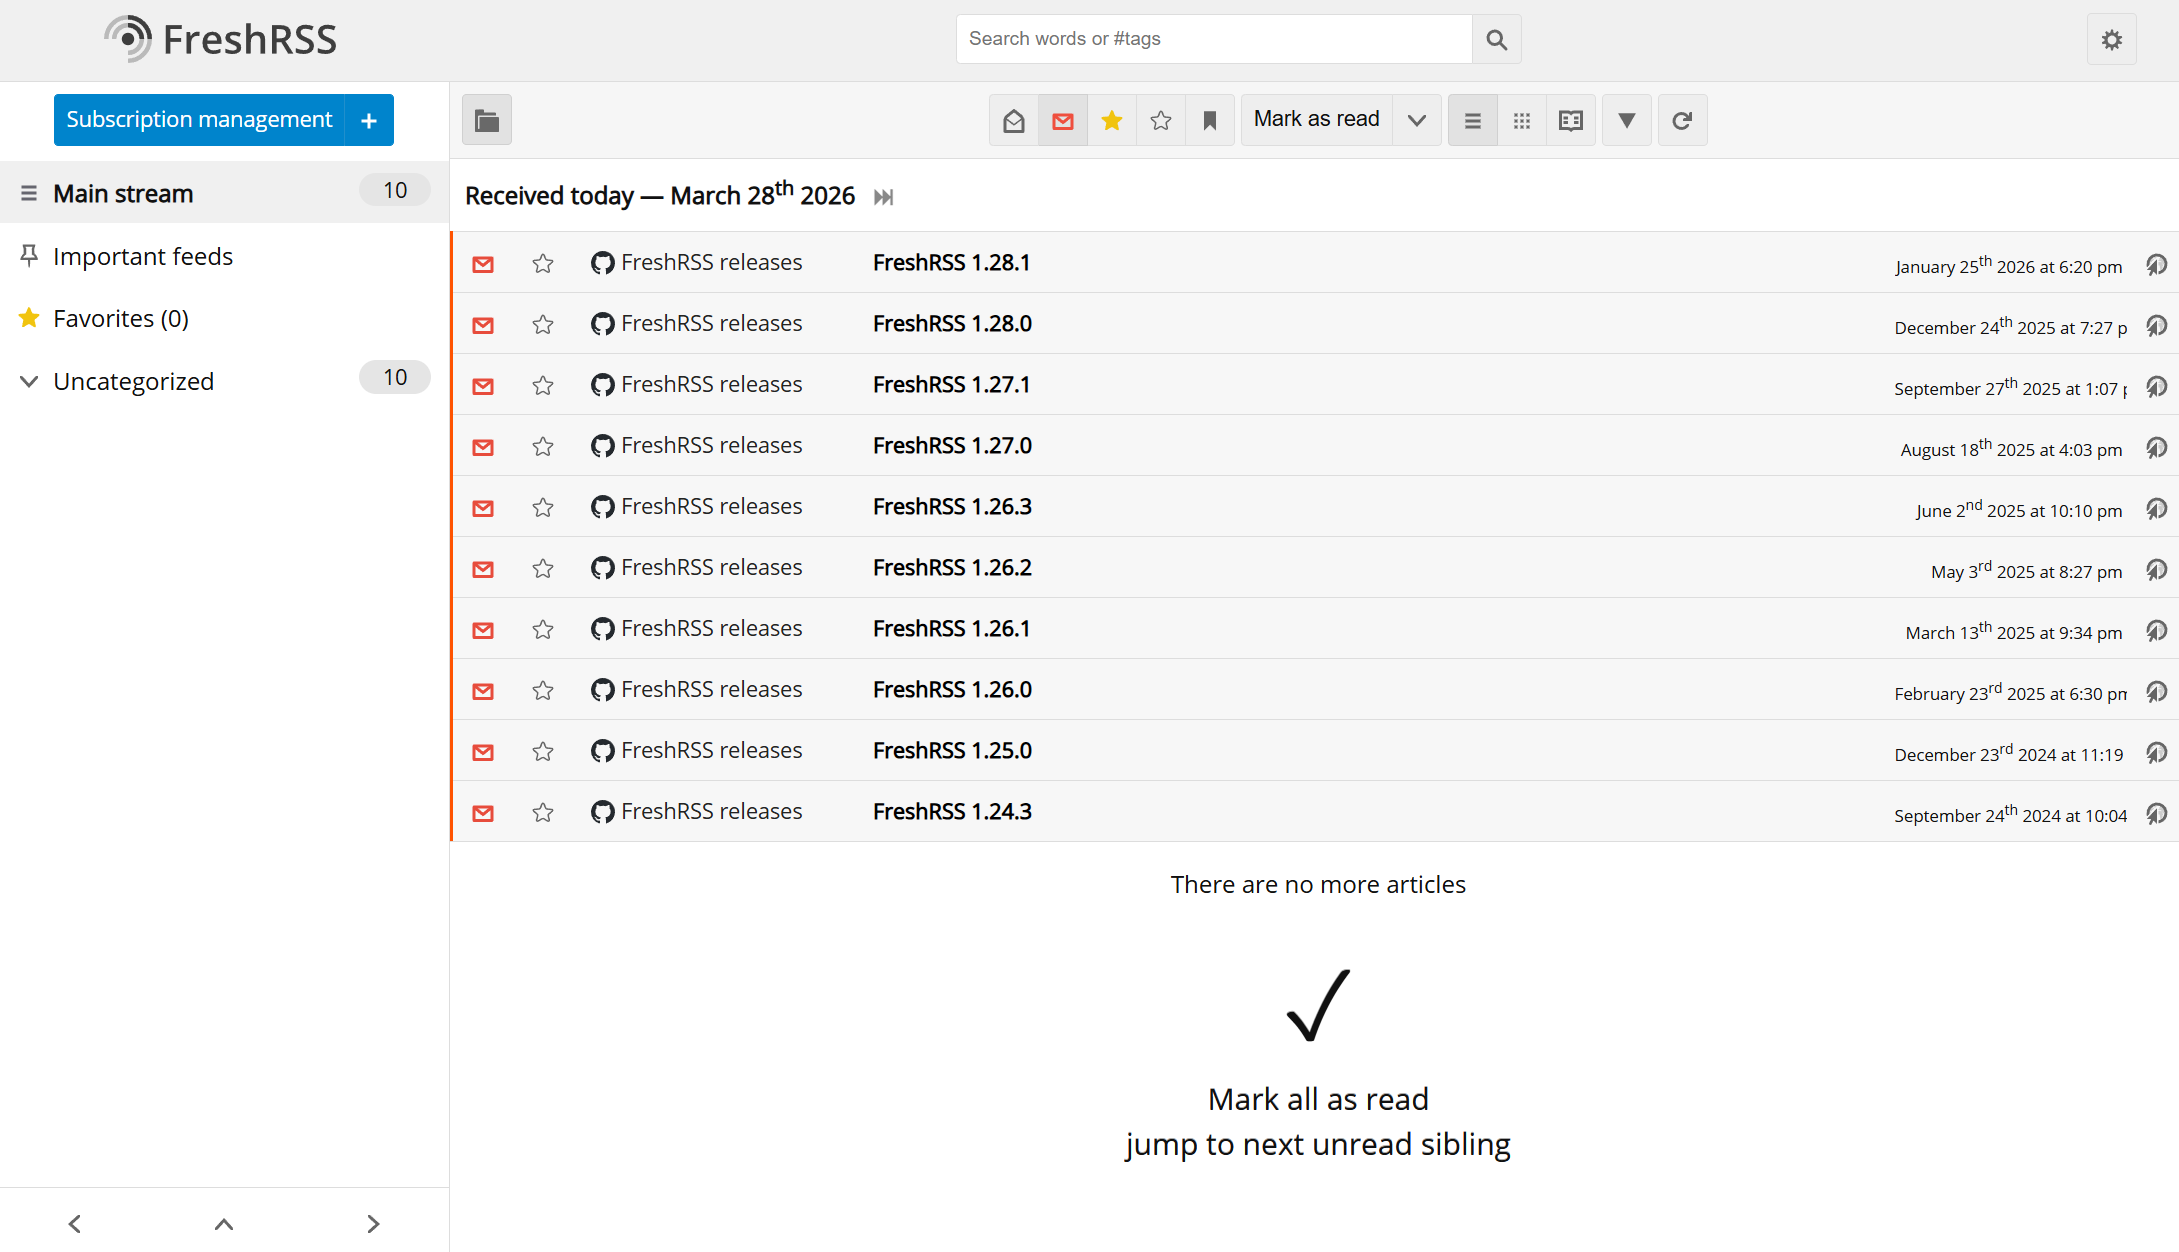 FreshRSS
Search words or #tags
Subscription management +
Mark as read
Main stream 10
Important feeds
Favorites (0)
Uncategorized 10
Received today — March 28th 2026
FreshRSS releases FreshRSS 1.28.1 January 25th 2026 at 6:20 pm
FreshRSS releases FreshRSS 1.28.0 December 24th 2025 at 7:27 p
FreshRSS releases FreshRSS 1.27.1 September 27th 2025 at 1:07 p
FreshRSS releases FreshRSS 1.27.0 August 18th 2025 at 4:03 pm
FreshRSS releases FreshRSS 1.26.3 June 2nd 2025 at 10:10 pm
FreshRSS releases FreshRSS 1.26.2 May 3rd 2025 at 8:27 pm
FreshRSS releases FreshRSS 1.26.1 March 13th 2025 at 9:34 pm
FreshRSS releases FreshRSS 1.26.0 February 23rd 2025 at 6:30 pm
FreshRSS releases FreshRSS 1.25.0 December 23rd 2024 at 11:19
FreshRSS releases FreshRSS 1.24.3 September 24th 2024 at 10:04
There are no more articles
✓
Mark all as read
jump to next unread sibling